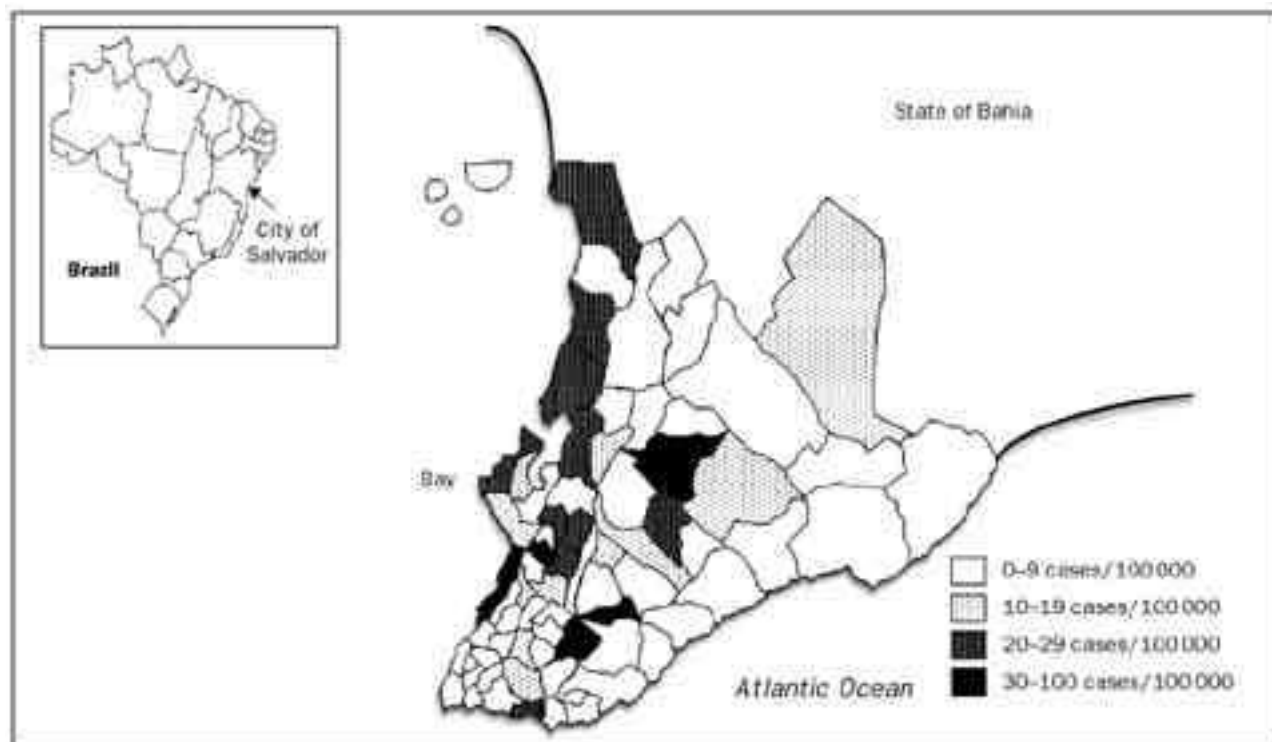 State of Bahia
City of
Salvador
Brazil
Bay
0–9 cases/100 000
10–19 cases/100 000
20–29 cases/100 000
30–100 cases/100 000
Atlantic Ocean